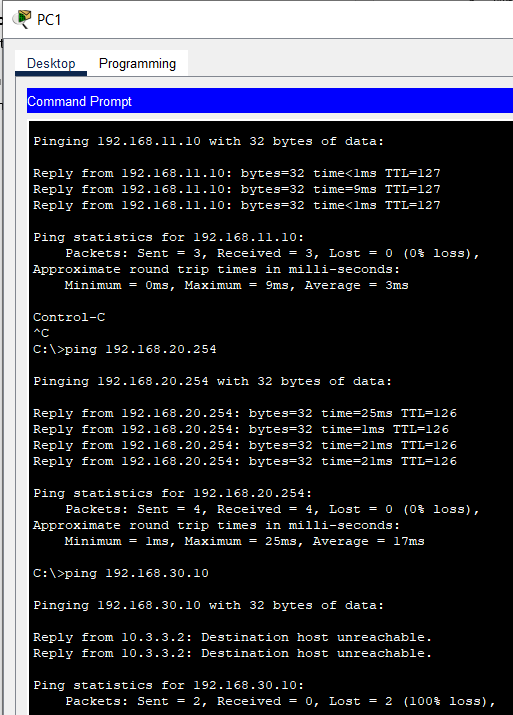 PC1
Desktop Programming
Command Prompt
Pinging 192.168.11.10 with 32 bytes of data:
Reply from 192.168.11.10: bytes=32 time<1ms TTL=127
Reply from 192.168.11.10: bytes=32 time=9ms TTL=127
Reply from 192.168.11.10: bytes=32 time<1ms TTL=127
Ping statistics for 192.168.11.10:
Packets: Sent = 3, Received = 3, Lost = 0 (0% loss),
Approximate round trip times in milli-seconds:
Minimum = 0ms, Maximum = 9ms, Average = 3ms
Control-C
^C
C:\>ping 192.168.20.254
Pinging 192.168.20.254 with 32 bytes of data:
Reply from 192.168.20.254: bytes=32 time=25ms TTL=126
Reply from 192.168.20.254: bytes=32 time=1ms TTL=126
Reply from 192.168.20.254: bytes=32 time=21ms TTL=126
Reply from 192.168.20.254: bytes=32 time=21ms TTL=126
Ping statistics for 192.168.20.254:
Packets: Sent = 4, Received = 4, Lost = 0 (0% loss),
Approximate round trip times in milli-seconds:
Minimum = 1ms, Maximum = 25ms, Average = 17ms
C:\>ping 192.168.30.10
Pinging 192.168.30.10 with 32 bytes of data:
Reply from 10.3.3.2: Destination host unreachable.
Reply from 10.3.3.2: Destination host unreachable.
Ping statistics for 192.168.30.10:
Packets: Sent = 2, Received = 0, Lost = 2 (100% loss),